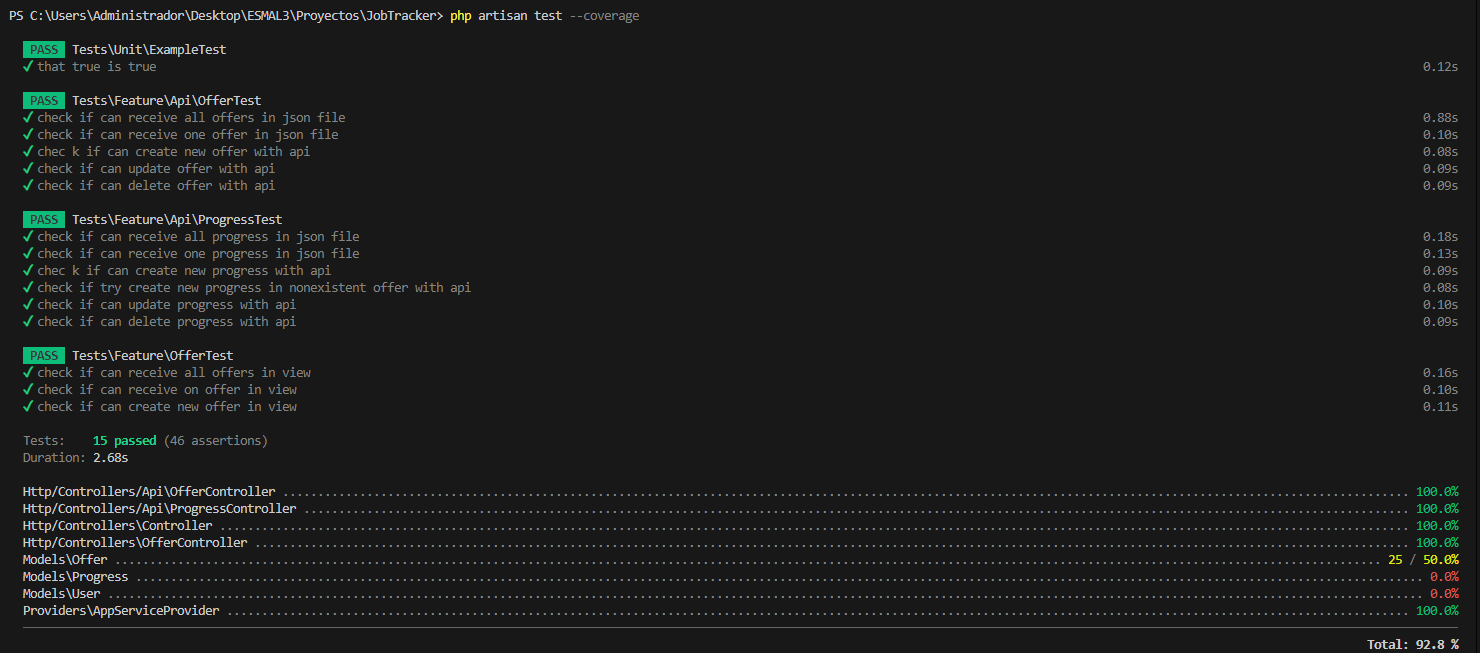 PS C:\Users\Administrador\Desktop\ESMAL3\Proyectos\JobTracker> php artisan test --coverage
PASS Tests\Unit\ExampleTest
✓ that true is true 0.12s
PASS Tests\Feature\Api\OfferTest
✓ check if can receive all offers in json file 0.88s
✓ check if can receive one offer in json file 0.10s
✓ chec k if can create new offer with api 0.08s
✓ check if can update offer with api 0.09s
✓ check if can delete offer with api 0.09s
PASS Tests\Feature\Api\ProgressTest
✓ check if can receive all progress in json file 0.18s
✓ check if can receive one progress in json file 0.13s
✓ chec k if can create new progress with api 0.09s
✓ check if try create new progress in nonexistent offer with api 0.08s
✓ check if can update progress with api 0.10s
✓ check if can delete progress with api 0.09s
PASS Tests\Feature\OfferTest
✓ check if can receive all offers in view 0.16s
✓ check if can receive on offer in view 0.10s
✓ check if can create new offer in view 0.11s
Tests: 15 passed (46 assertions)
Duration: 2.68s
Http/Controllers/Api\OfferController ........ 100.0%
Http/Controllers/Api\ProgressController ........ 100.0%
Http/Controllers\Controller ........ 100.0%
Http/Controllers\OfferController ........ 100.0%
Models\Offer ........ 25 / 50.0%
Models\Progress ........ 0.0%
Models\User ........ 0.0%
Providers\AppServiceProvider ........ 100.0%
Total: 92.8 %